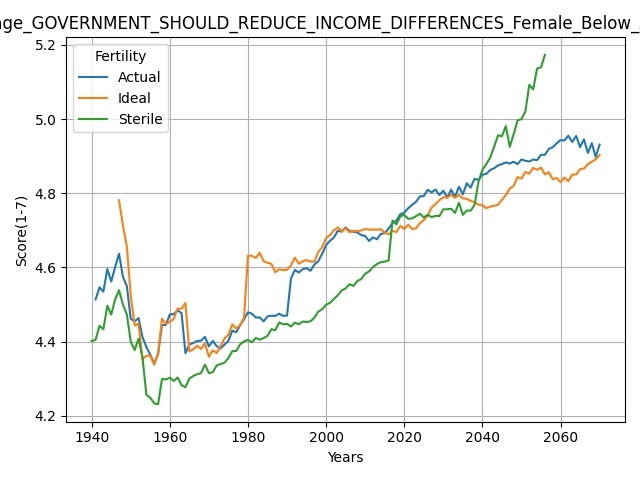 age_GOVERNMENT_SHOULD_REDUCE_INCOME_DIFFERENCES_Female_Below_
Fertility
Actual
Ideal
Sterile
5.2
5.0
4.8
4.6
4.4
4.2
Score(1-7)
1940
1960
1980
2000
2020
2040
2060
Years